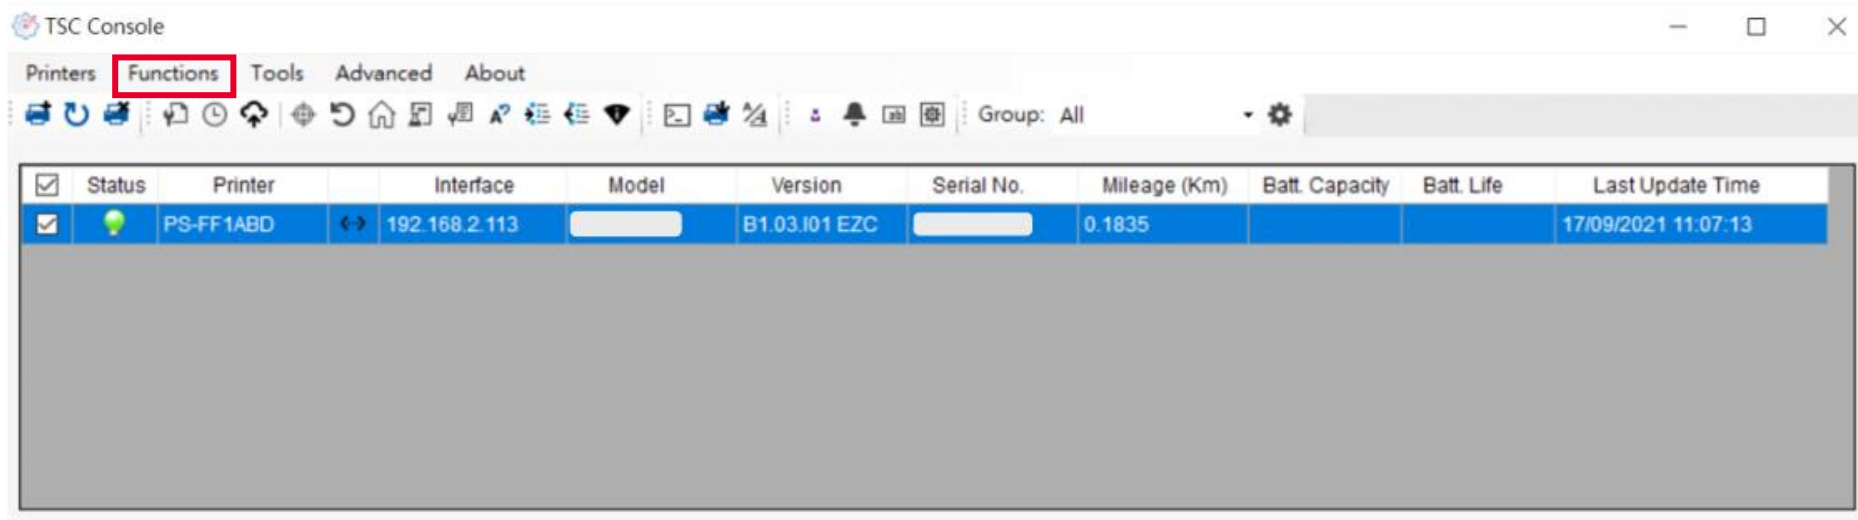 TSC Console
Printers Functions Tools Advanced About
Group: All
Status Printer Interface Model Version Serial No. Mileage (Km) Batt. Capacity Batt. Life Last Update Time
PS-FF1ABD 192.168.2.113 B1.03.I01 EZC 0.1835 17/09/2021 11:07:13